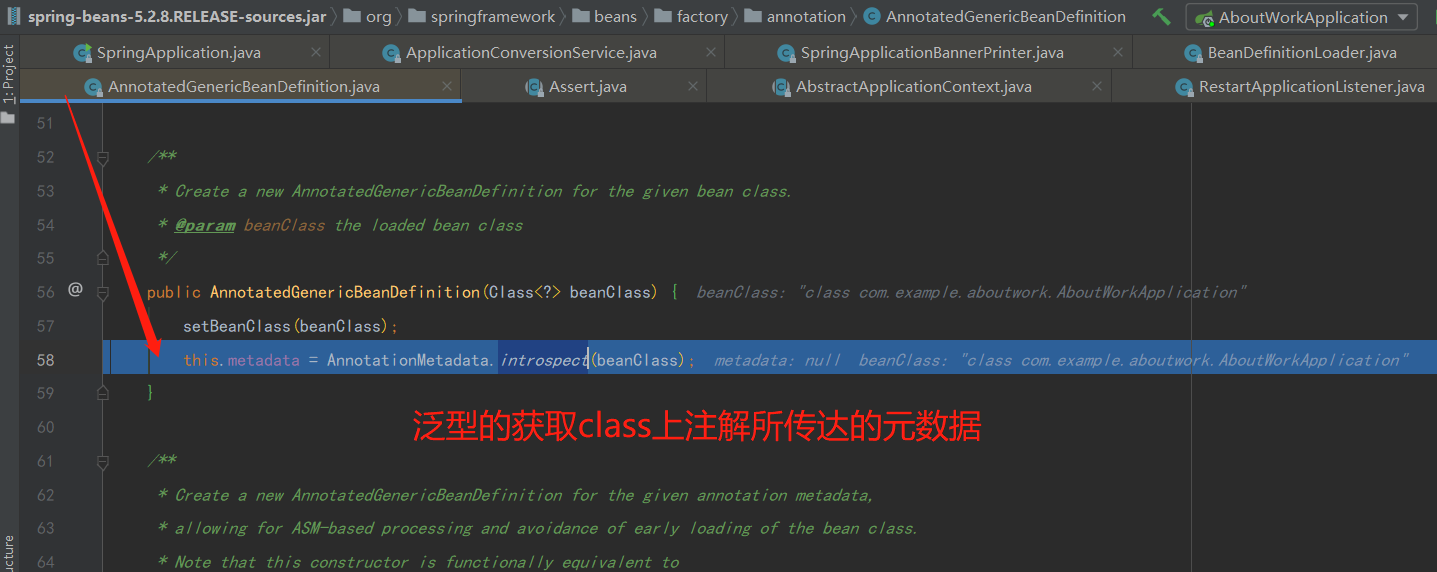 spring-beans-5.2.8.RELEASE-sources.jar org springframework beans factory annotation AnnotatedGenericBeanDefinition AboutWorkApplication
SpringApplication.java ApplicationConversionService.java SpringApplicationBannerPrinter.java BeanDefinitionLoader.java
AnnotatedGenericBeanDefinition.java Assert.java AbstractApplicationContext.java RestartApplicationListener.java
1: Project
51
52 /**
53 * Create a new AnnotatedGenericBeanDefinition for the given bean class.
54 * @param beanClass the loaded bean class
55 */
56 @ public AnnotatedGenericBeanDefinition(Class<?> beanClass) { beanClass: "class com.example.aboutwork.AboutWorkApplication"
57 setBeanClass(beanClass);
58 this.metadata = AnnotationMetadata.introspect(beanClass); metadata: null beanClass: "class com.example.aboutwork.AboutWorkApplication"
59 }
泛型的获取class上注解所传达的元数据
60
61 /**
62 * Create a new AnnotatedGenericBeanDefinition for the given annotation metadata,
63 * allowing for ASM-based processing and avoidance of early loading of the bean class.
64 * Note that this constructor is functionally equivalent to
ucture